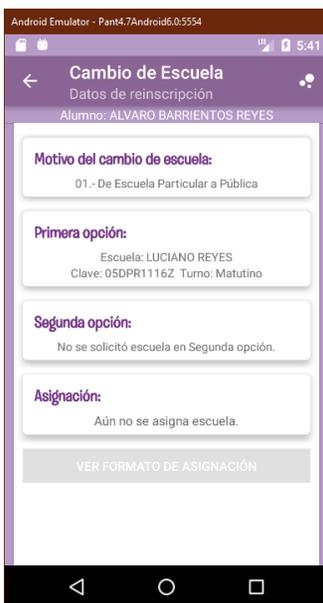 Android Emulator - Pant4.7Android6.0:5554
LTE 5:41
Cambio de Escuela
Datos de reinscripción
Alumno: ALVARO BARRIENTOS REYES
Motivo del cambio de escuela:
01.- De Escuela Particular a Pública
Primera opción:
Escuela: LUCIANO REYES
Clave: 05DPR1116Z Turno: Matutino
Segunda opción:
No se solicitó escuela en Segunda opción.
Asignación:
Aún no se asigna escuela.
VER FORMATO DE ASIGNACIÓN